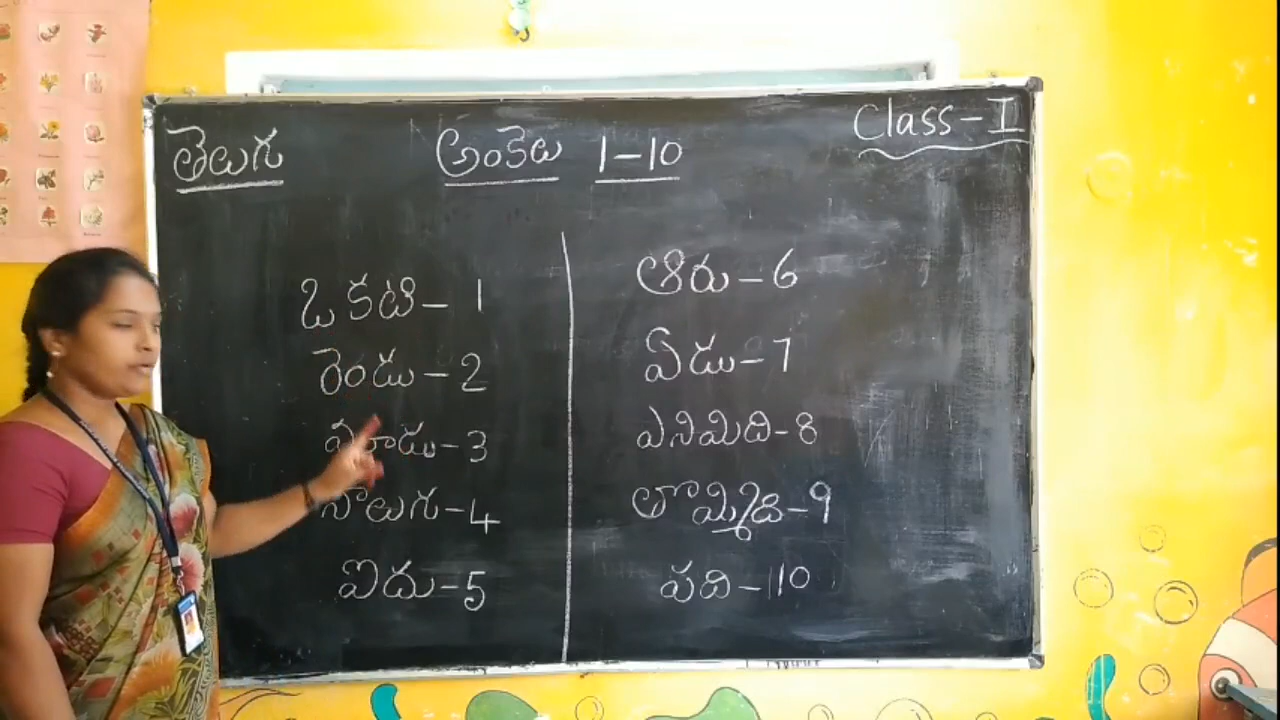 తెలుగు
అంకెలు 1-10
Class-I
ఒకటి - 1
రెండు - 2
మూడు - 3
నాలుగు - 4
ఐదు - 5
ఆరు - 6
ఏడు - 7
ఎనిమిది - 8
తొమ్మిది - 9
పది - 10